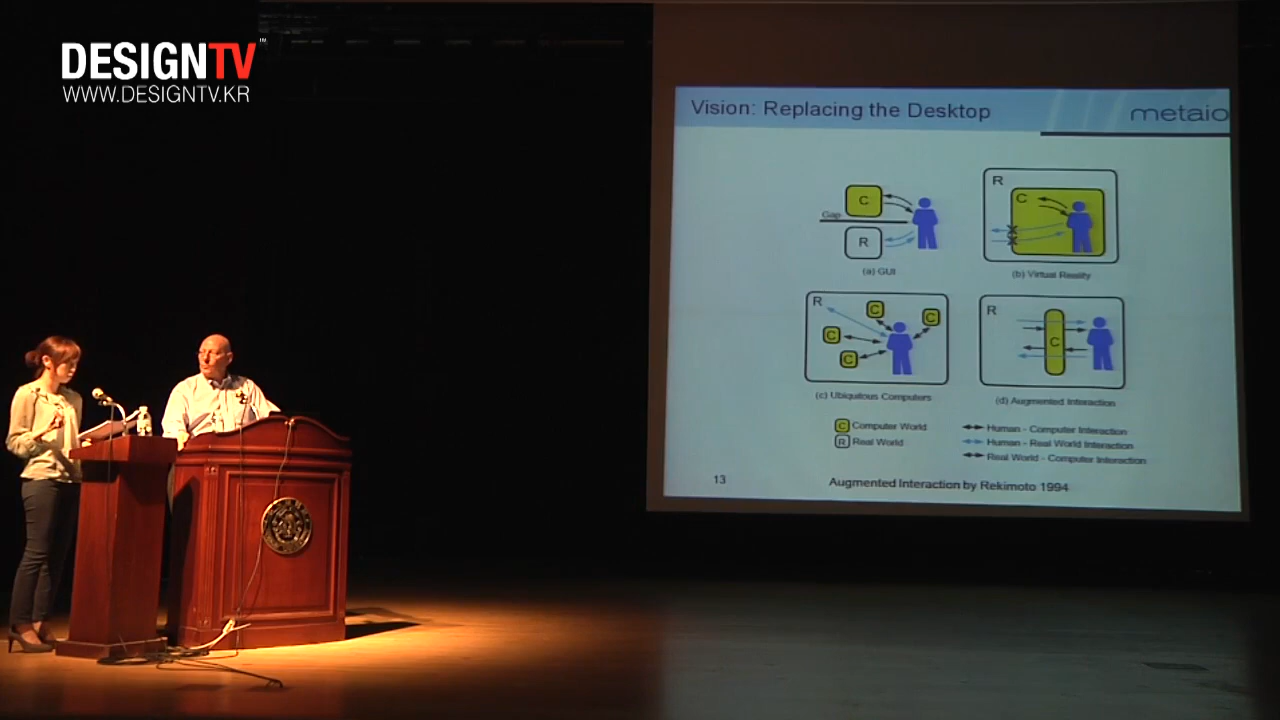 DESIGNTV
WWW.DESIGNTV.KR
Vision: Replacing the Desktop
metaio
C
Gap
R
(a) GUI
R
C
(b) Virtual Reality
R
C
C
C
C
(c) Ubiquitous Computers
R
C
(d) Augmented Interaction
C Computer World
R Real World
Human - Computer Interaction
Human - Real World Interaction
Real World - Computer Interaction
13
Augmented Interaction by Rekimoto 1994